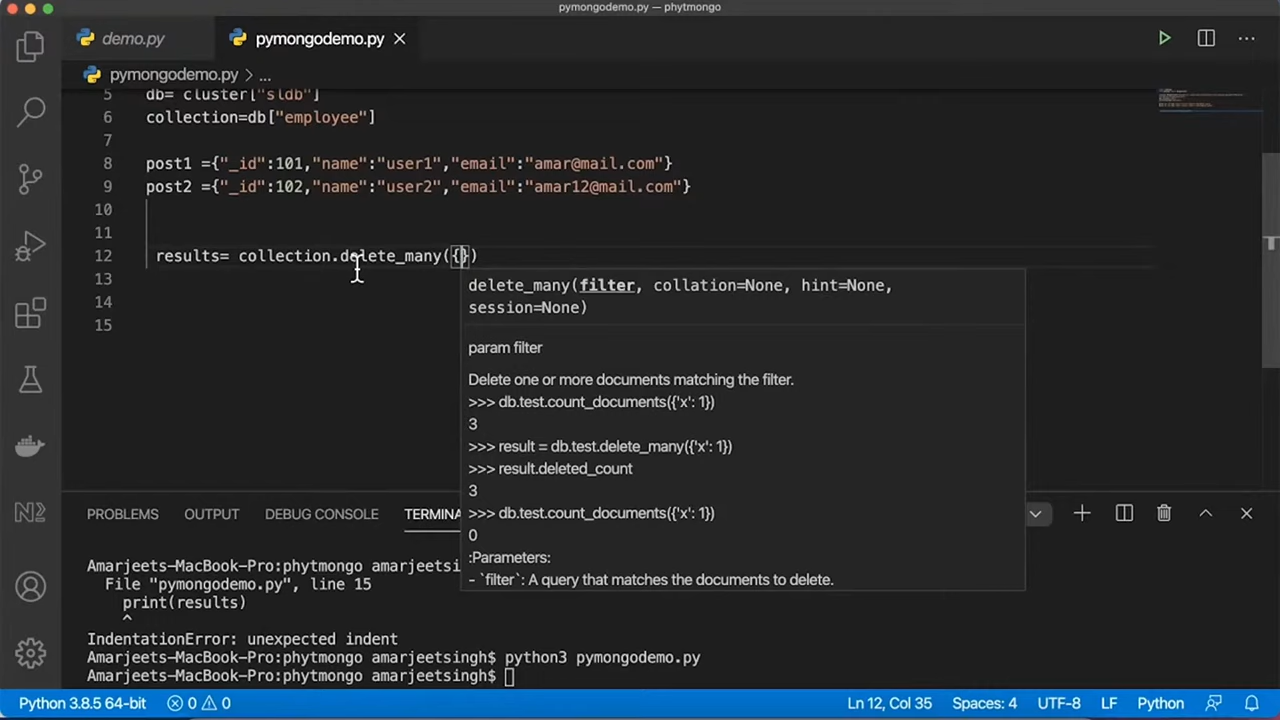 pymongodemo.py — phytmongo
demo.py
pymongodemo.py
pymongodemo.py > ...
5 db= cluster["sldb"]
6 collection=db["employee"]
7
8 post1 ={"_id":101,"name":"user1","email":"amar@mail.com"}
9 post2 ={"_id":102,"name":"user2","email":"amar12@mail.com"}
10
11
12 results= collection.delete_many({})
13
14
15
delete_many(filter, collation=None, hint=None,
session=None)
param filter
Delete one or more documents matching the filter.
>>> db.test.count_documents({'x': 1})
3
>>> result = db.test.delete_many({'x': 1})
>>> result.deleted_count
3
>>> db.test.count_documents({'x': 1})
0
:Parameters:
- `filter`: A query that matches the documents to delete.
PROBLEMS OUTPUT DEBUG CONSOLE TERMINA
Amarjeets-MacBook-Pro:phytmongo amarjeetsi
File "pymongodemo.py", line 15
print(results)
^
IndentationError: unexpected indent
Amarjeets-MacBook-Pro:phytmongo amarjeetsingh$ python3 pymongodemo.py
Amarjeets-MacBook-Pro:phytmongo amarjeetsingh$
Python 3.8.5 64-bit 0 0 Ln 12, Col 35 Spaces: 4 UTF-8 LF Python